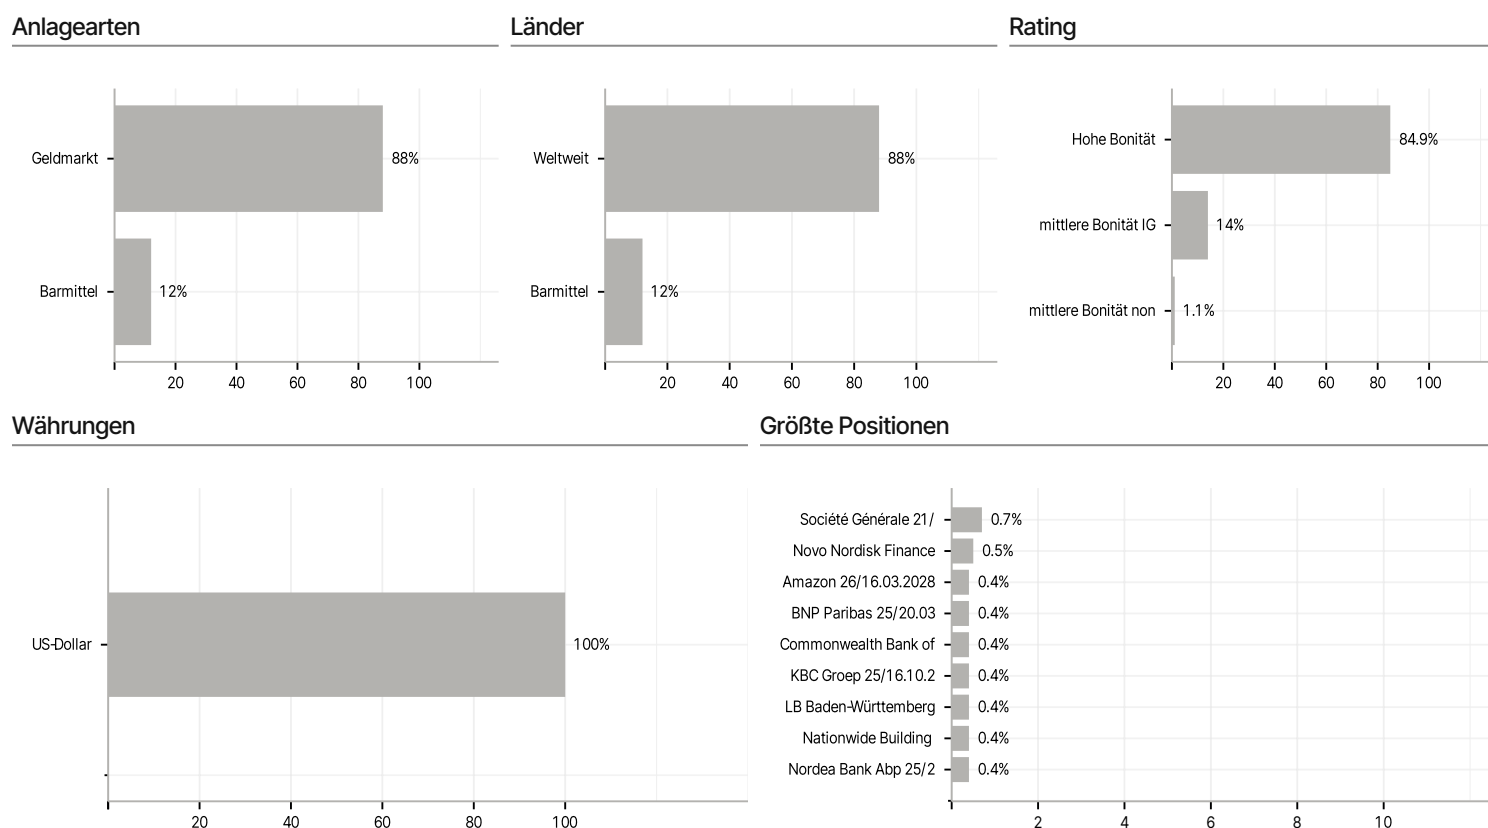 Anlagearten
Geldmarkt
88%
Barmittel
12%
20 40 60 80 100
Länder
Weltweit
88%
Barmittel
12%
20 40 60 80 100
Rating
Hohe Bonität
84.9%
mittlere Bonität IG
14%
mittlere Bonität non
1.1%
20 40 60 80 100
Währungen
US-Dollar
100%
20 40 60 80 100
Größte Positionen
Société Générale 21/
0.7%
Novo Nordisk Finance
0.5%
Amazon 26/16.03.2028
0.4%
BNP Paribas 25/20.03
0.4%
Commonwealth Bank of
0.4%
KBC Groep 25/16.10.2
0.4%
LB Baden-Württemberg
0.4%
Nationwide Building
0.4%
Nordea Bank Abp 25/2
0.4%
2 4 6 8 10